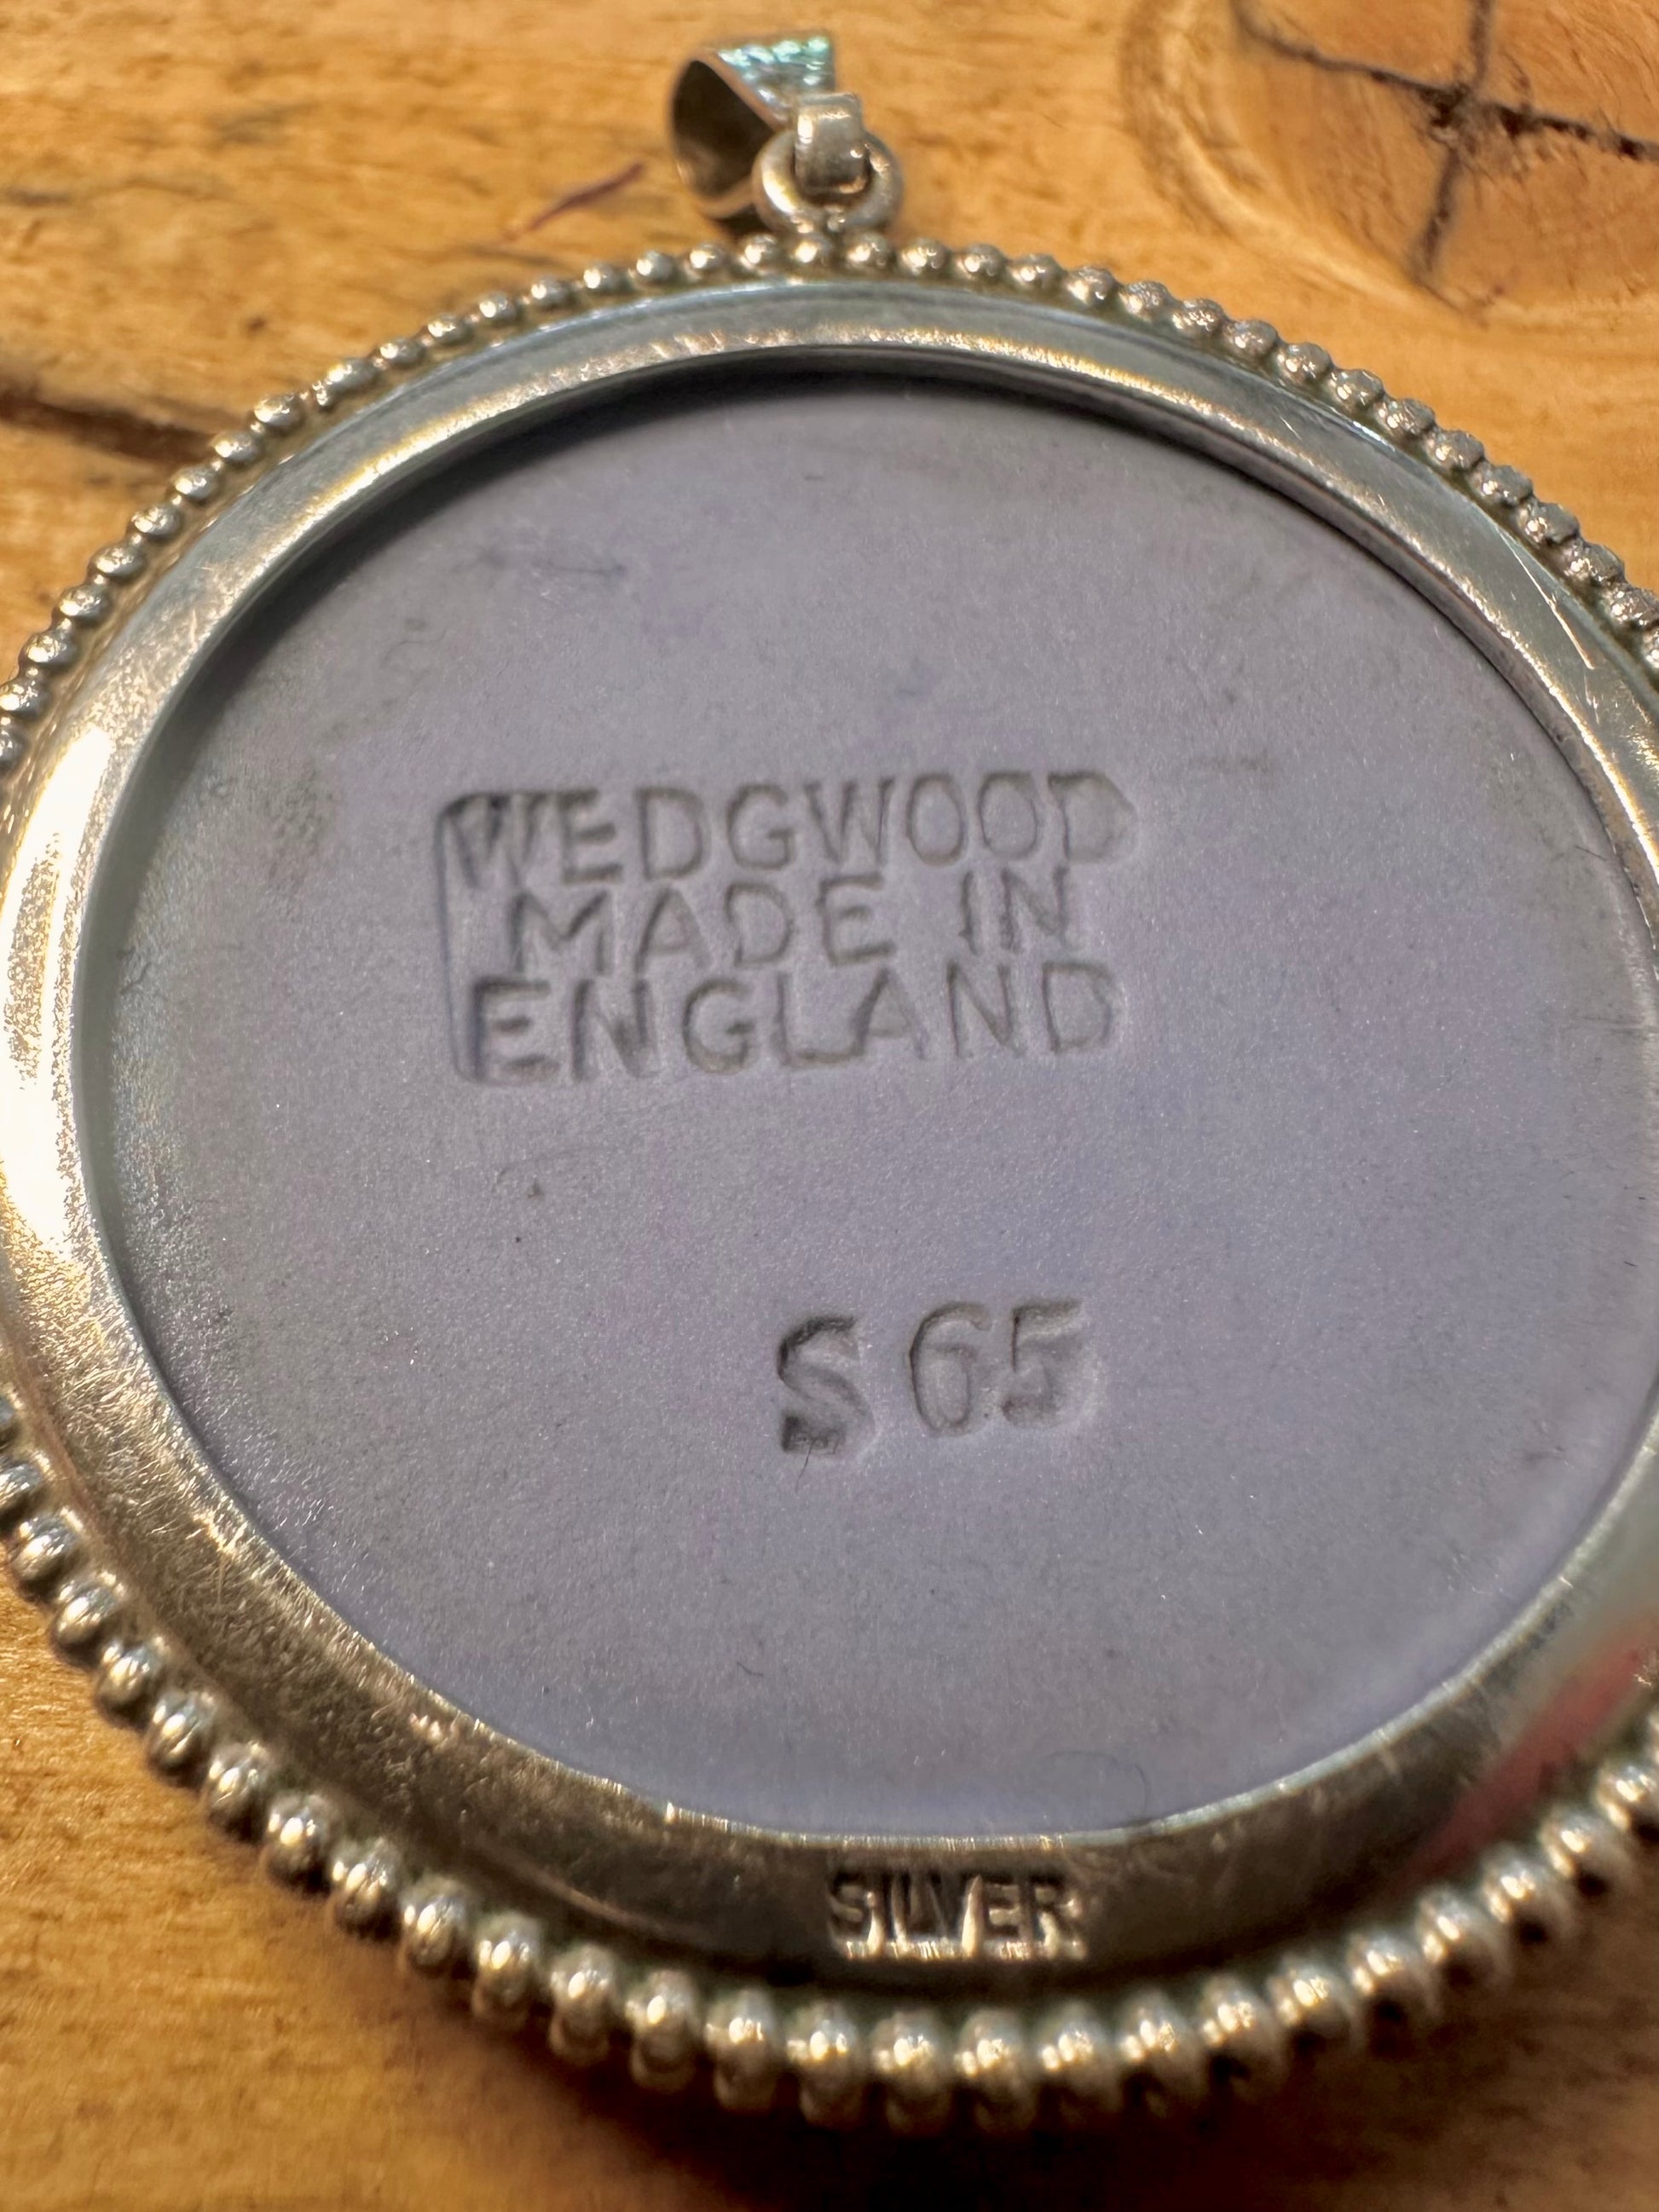 WEDGWOOD
MADE IN
ENGLAND
S 65
SILVER